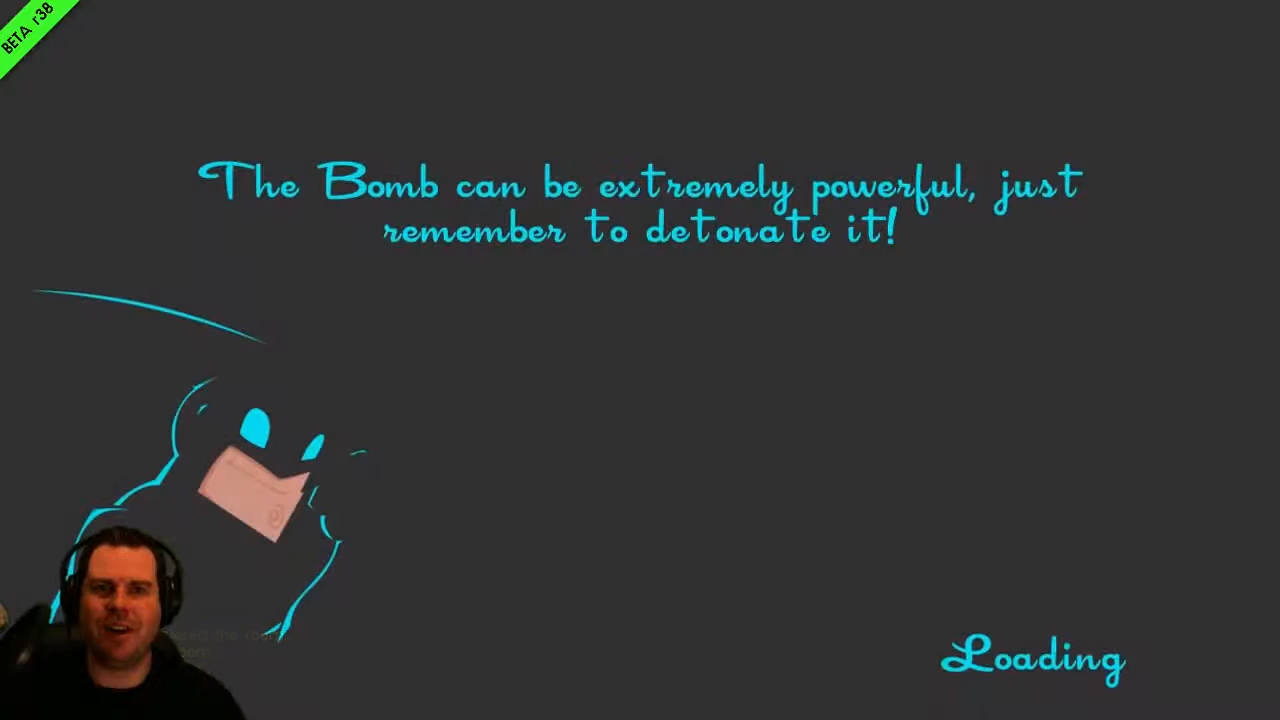 BETA r38
The Bomb can be extremely powerful, just
remember to detonate it!
Loading